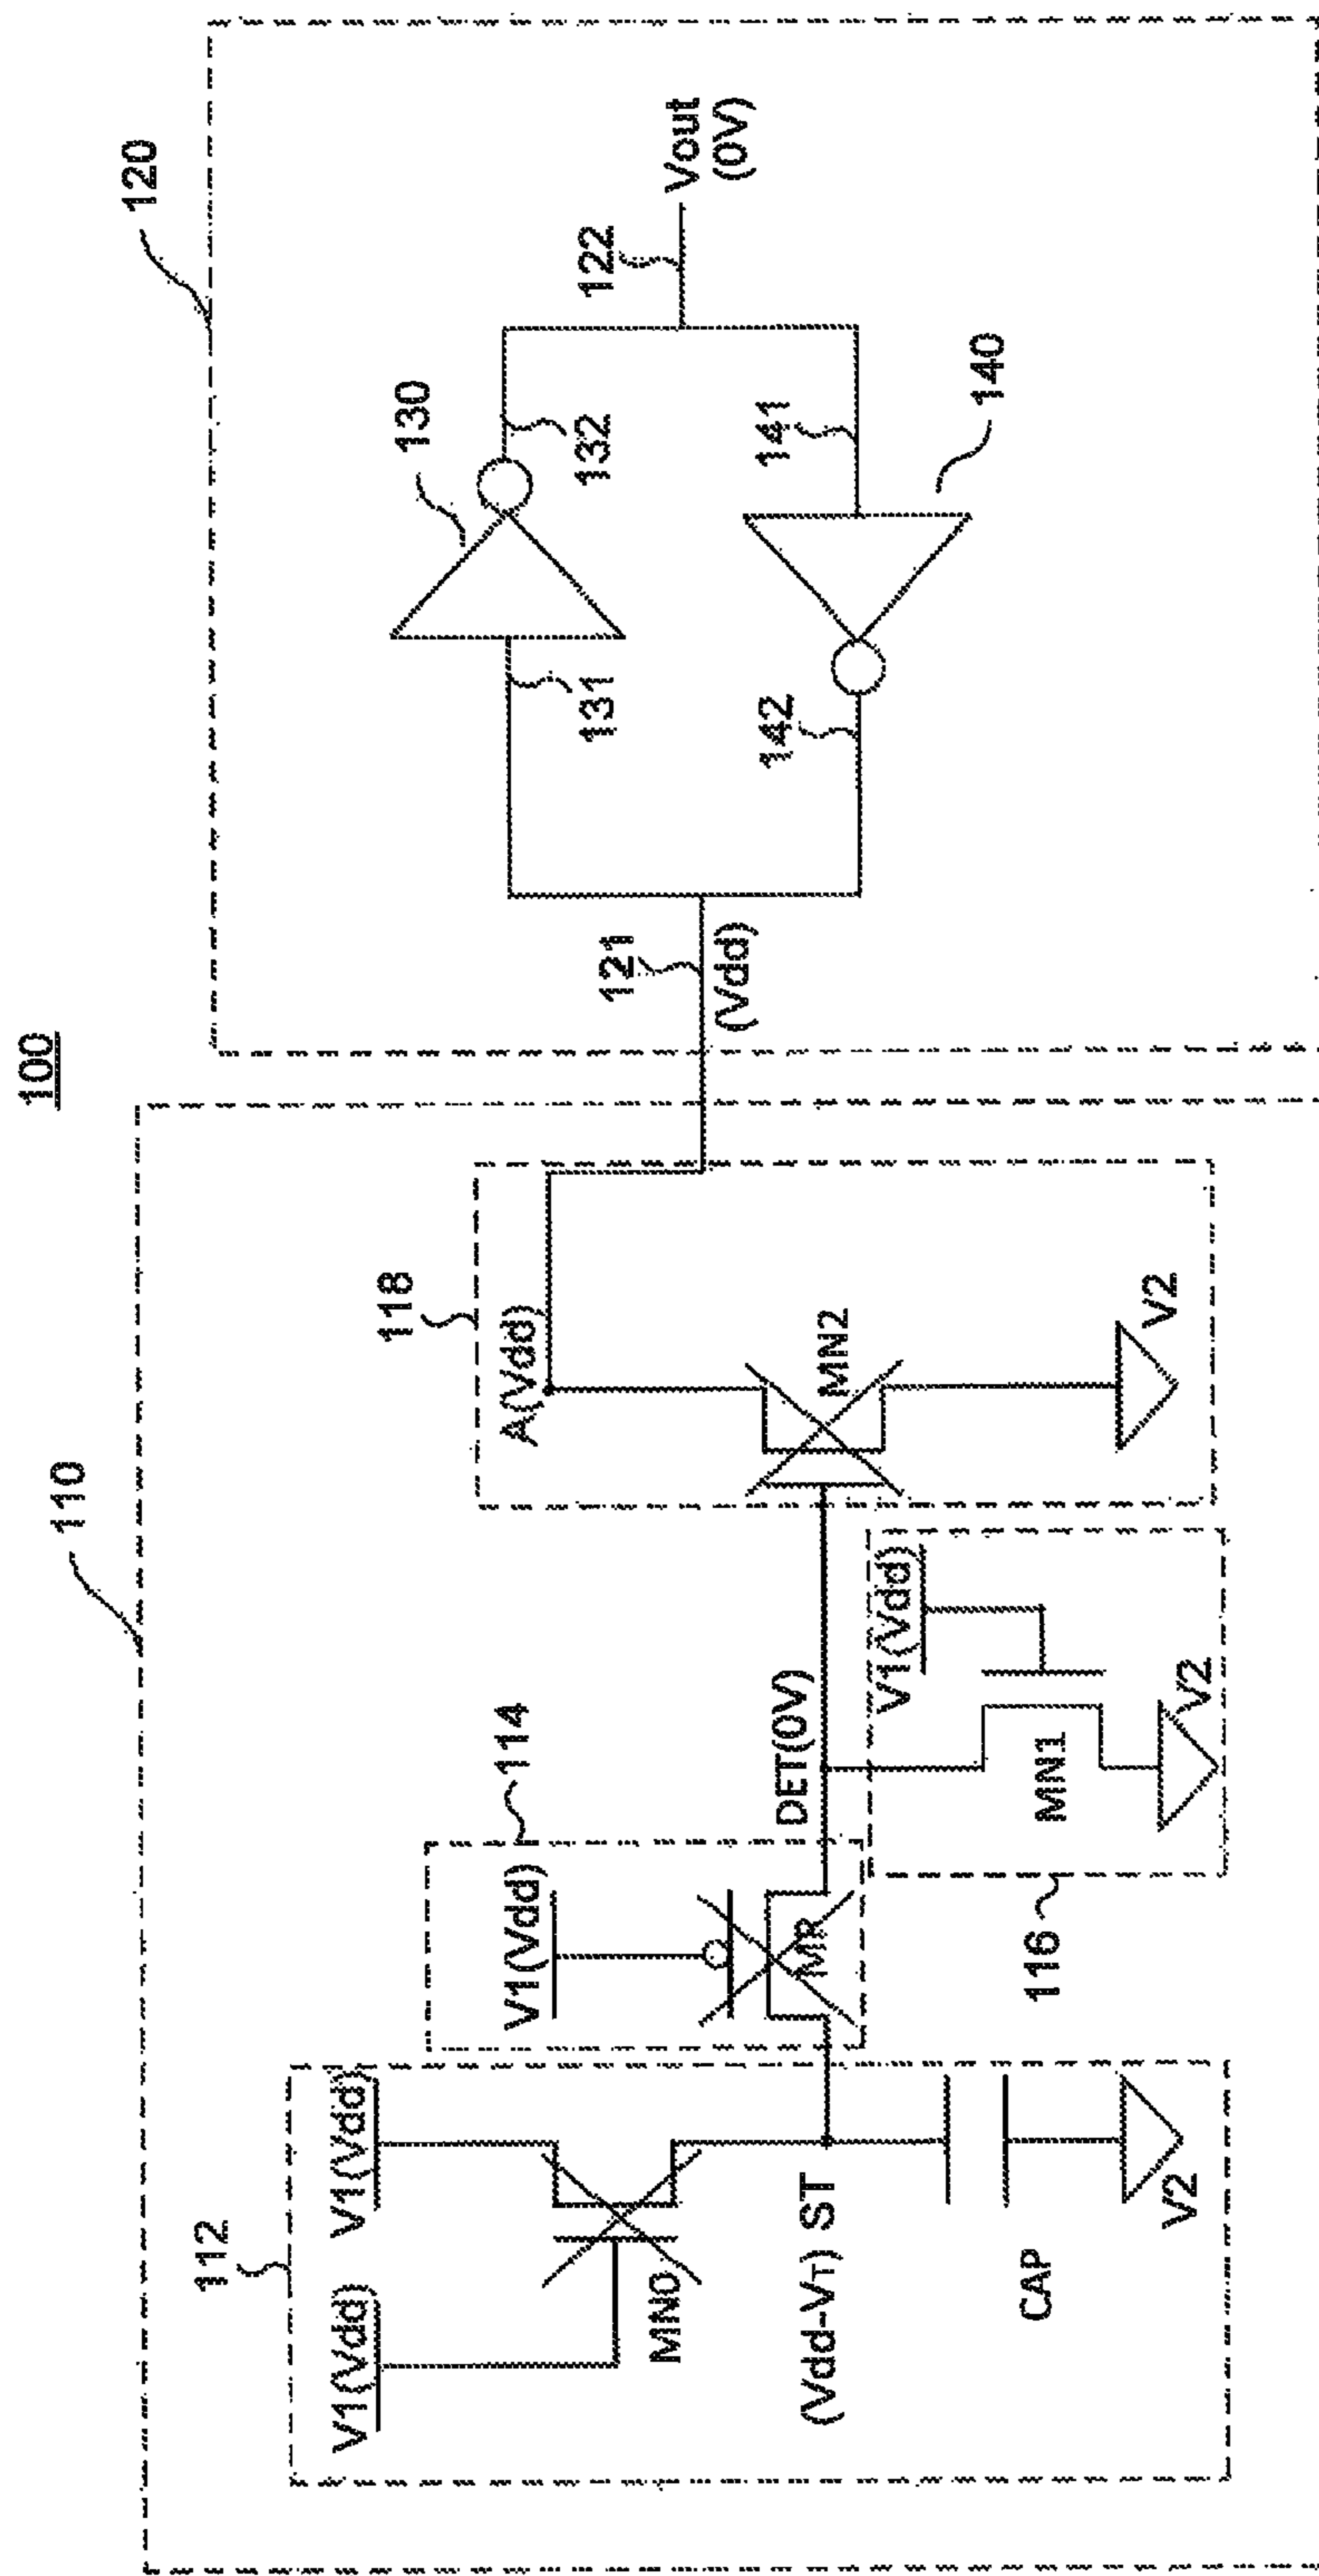 100
110
120
112
V1(Vdd)
V1(Vdd)
MN0
(Vdd-VT) ST
CAP
V2
114
V1(Vdd)
MR
DET(0V)
116
V1(Vdd)
MN1
V2
118
A(Vdd)
MN2
V2
121
(Vdd)
130
131
132
140
141
142
122
Vout
(0V)